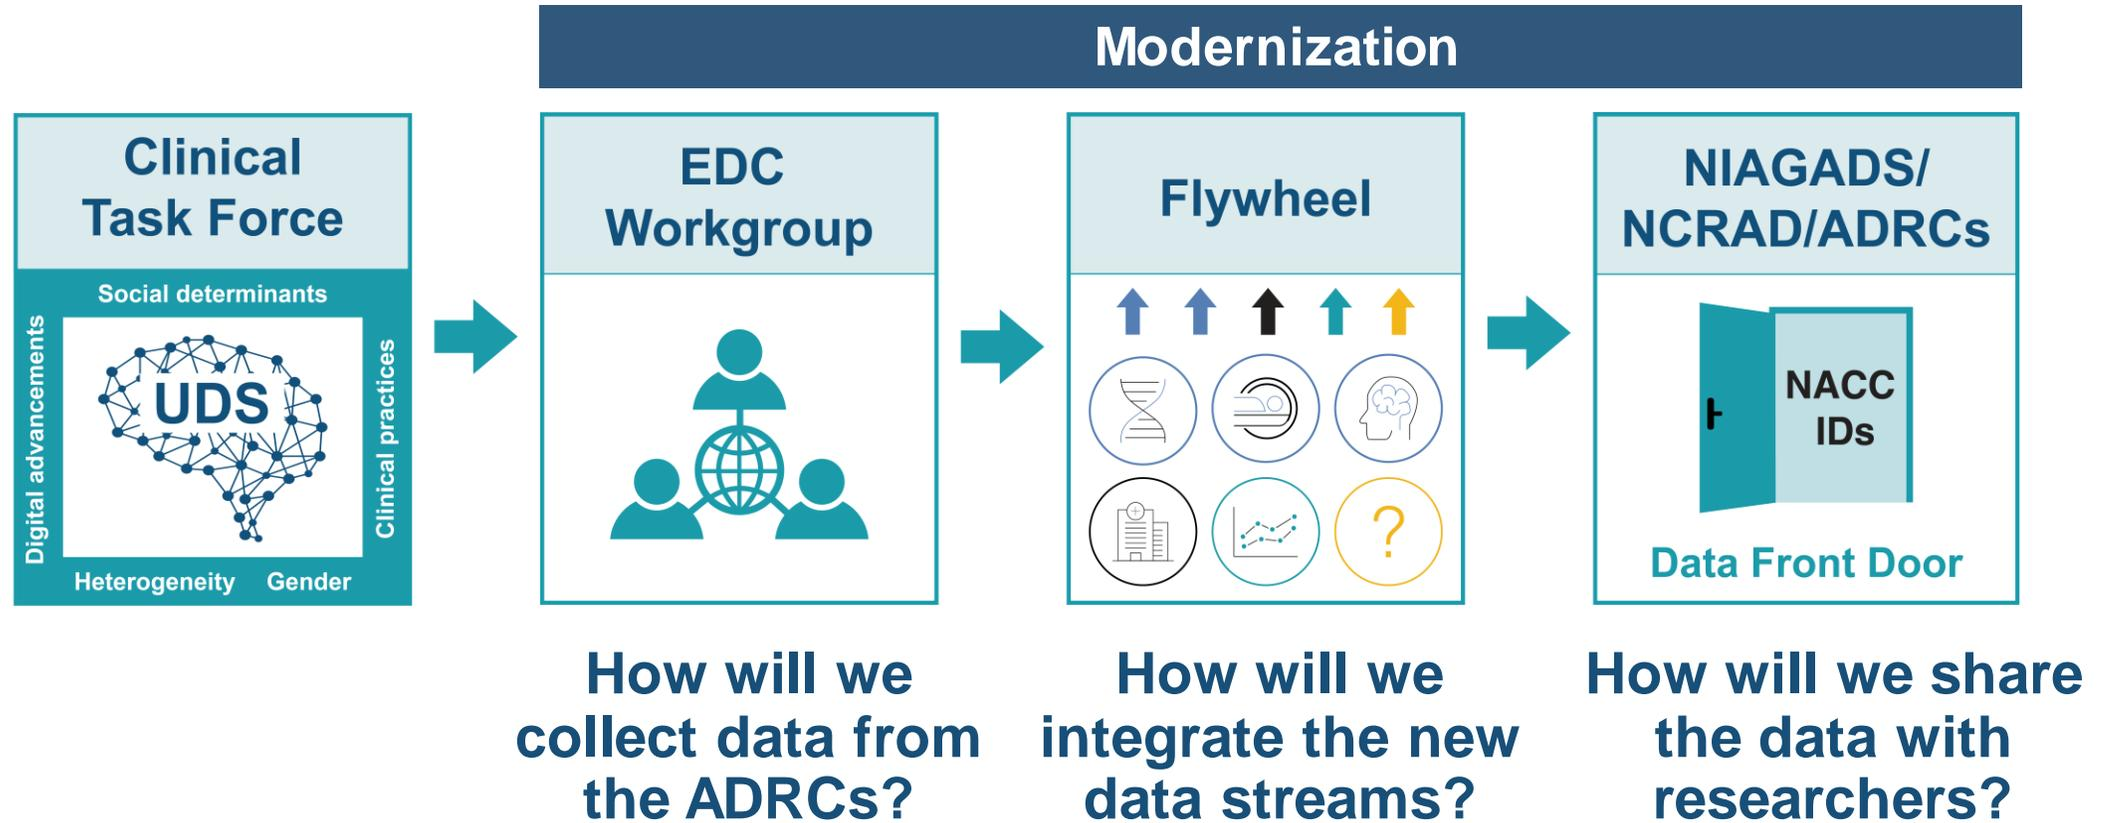 Modernization
Clinical
Task Force
Social determinants
Digital advancements
UDS
Clinical practices
Heterogeneity Gender
EDC
Workgroup
How will we
collect data from
the ADRCs?
Flywheel
?
How will we
integrate the new
data streams?
NIAGADS/
NCRAD/ADRCs
NACC
IDs
Data Front Door
How will we share
the data with
researchers?